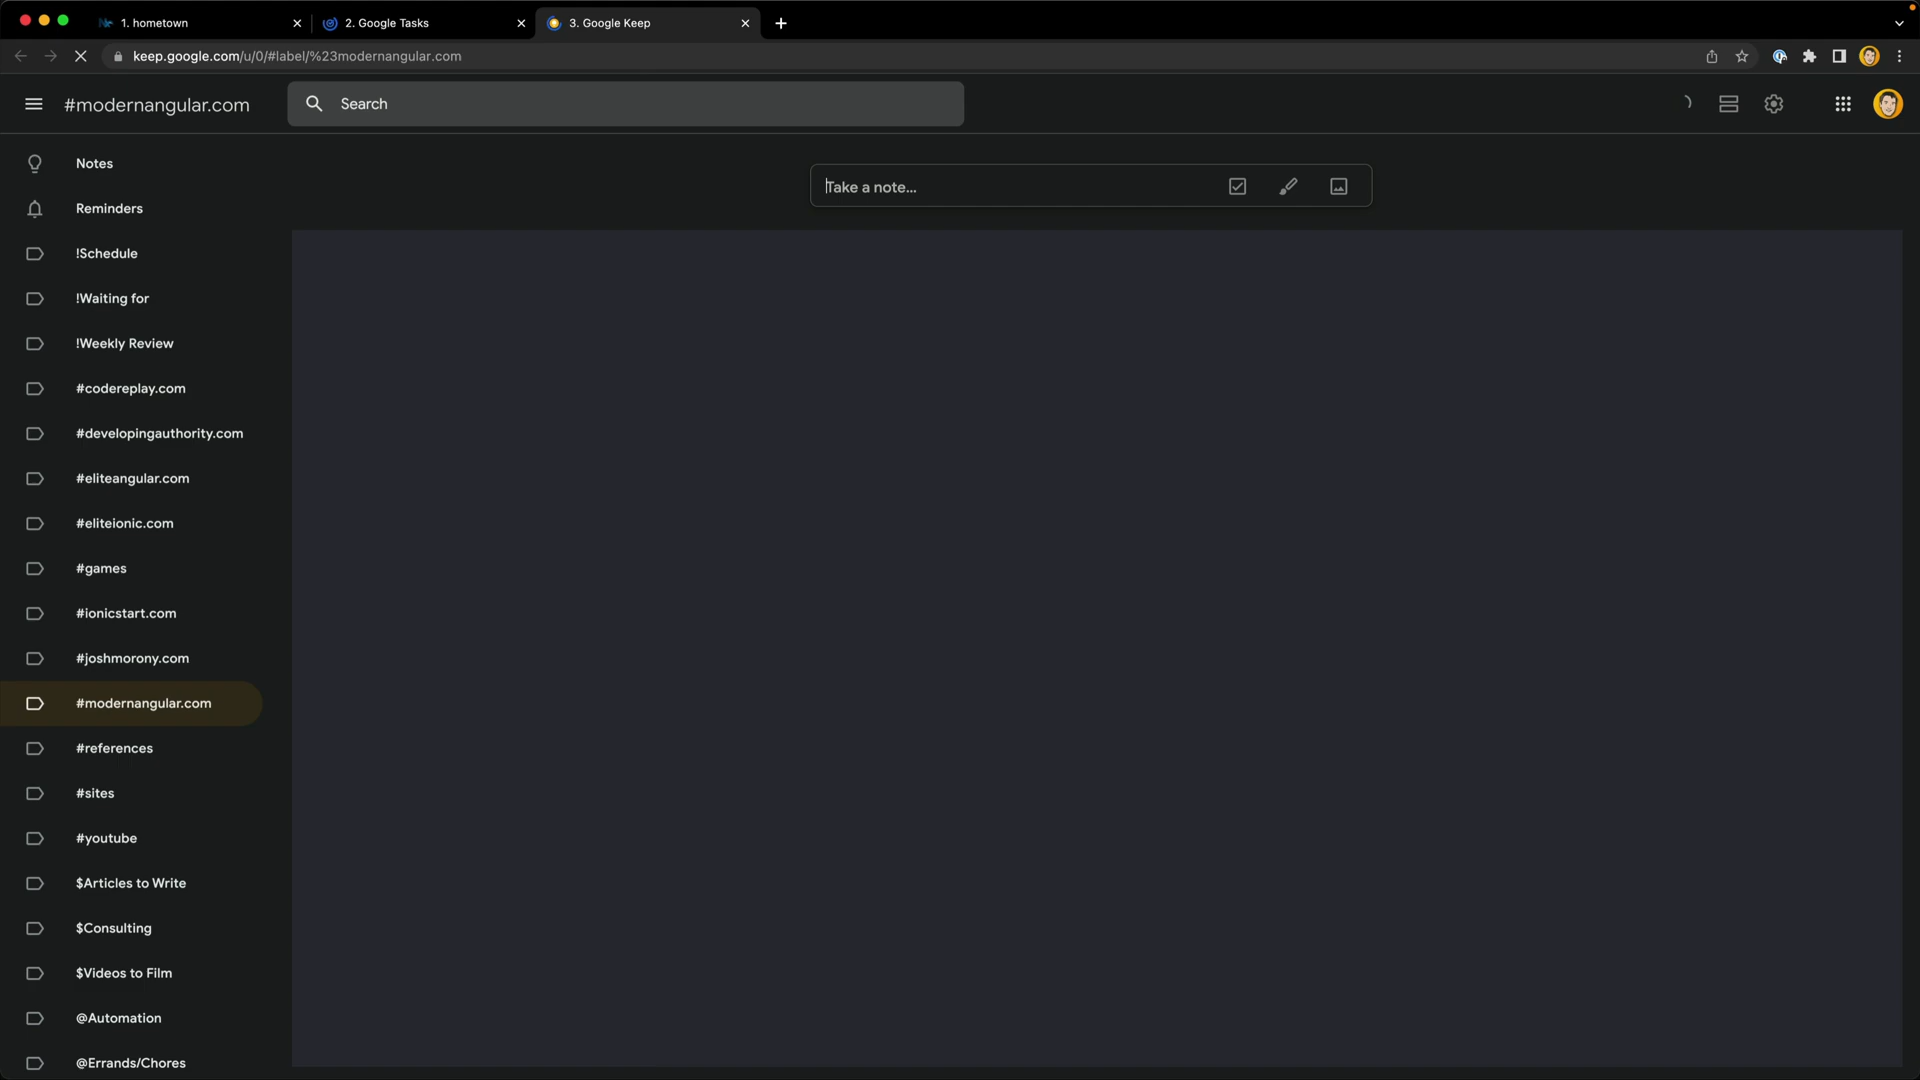 1. hometown
2. Google Tasks
3. Google Keep
keep.google.com/u/0/#label/%23modernangular.com
#modernangular.com
Search
Take a note...
Notes
Reminders
!Schedule
!Waiting for
!Weekly Review
#codereplay.com
#developingauthority.com
#eliteangular.com
#eliteionic.com
#games
#ionicstart.com
#joshmorony.com
#modernangular.com
#references
#sites
#youtube
$Articles to Write
$Consulting
$Videos to Film
@Automation
@Errands/Chores